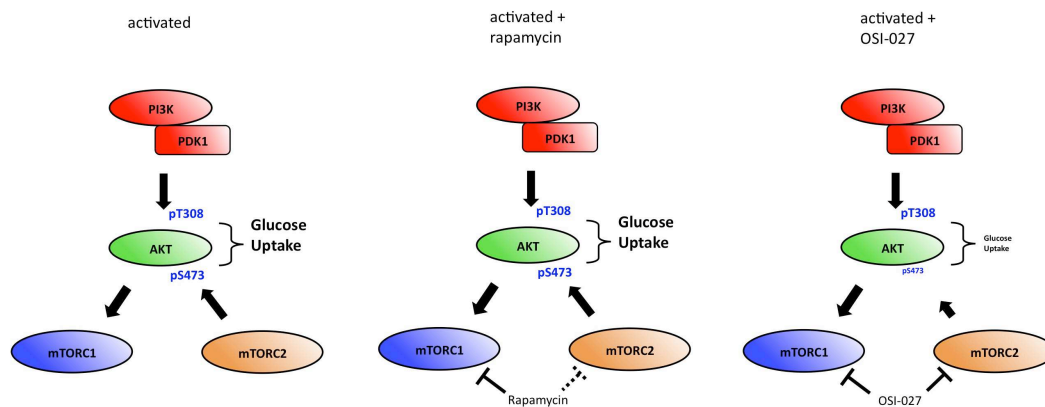 activated
PI3K
PDK1
pT308
Glucose
Uptake
AKT
pS473
mTORC1
mTORC2
activated +
rapamycin
PI3K
PDK1
pT308
Glucose
Uptake
AKT
pS473
mTORC1
mTORC2
Rapamycin
activated +
OSI-027
PI3K
PDK1
pT308
Glucose
Uptake
AKT
pS473
mTORC1
mTORC2
OSI-027